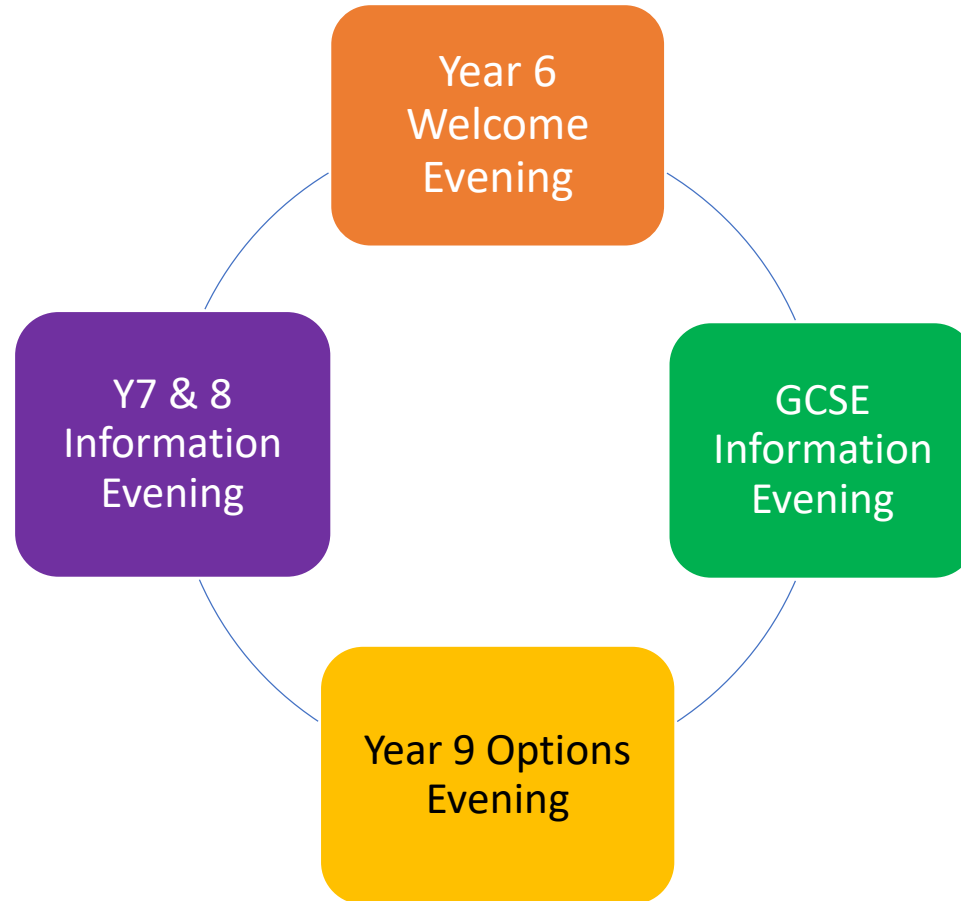 Year 6
Welcome
Evening
Y7 & 8
Information
Evening
GCSE
Information
Evening
Year 9 Options
Evening